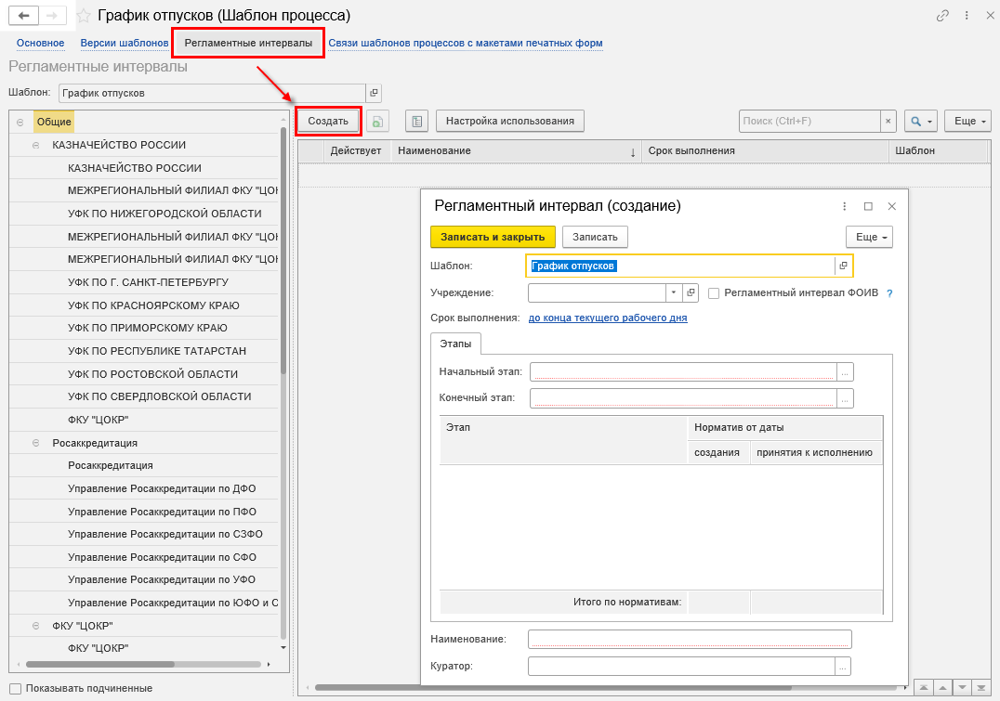 График отпусков (Шаблон процесса)
Основное Версии шаблонов Регламентные интервалы Связи шаблонов процессов с макетами печатных форм
Регламентные интервалы
Шаблон: График отпусков
Общие
КАЗНАЧЕЙСТВО РОССИИ
КАЗНАЧЕЙСТВО РОССИИ
МЕЖРЕГИОНАЛЬНЫЙ ФИЛИАЛ ФКУ "ЦОК
УФК ПО НИЖЕГОРОДСКОЙ ОБЛАСТИ
МЕЖРЕГИОНАЛЬНЫЙ ФИЛИАЛ ФКУ "ЦОК
МЕЖРЕГИОНАЛЬНЫЙ ФИЛИАЛ ФКУ "ЦОК
УФК ПО Г. САНКТ-ПЕТЕРБУРГУ
УФК ПО КРАСНОЯРСКОМУ КРАЮ
УФК ПО ПРИМОРСКОМУ КРАЮ
УФК ПО РЕСПУБЛИКЕ ТАТАРСТАН
УФК ПО РОСТОВСКОЙ ОБЛАСТИ
УФК ПО СВЕРДЛОВСКОЙ ОБЛАСТИ
ФКУ "ЦОКР"
Росаккредитация
Росаккредитация
Управление Росаккредитации по ДФО
Управление Росаккредитации по ПФО
Управление Росаккредитации по СЗФО
Управление Росаккредитации по СФО
Управление Росаккредитации по УФО
Управление Росаккредитации по ЮФО и С
ФКУ "ЦОКР"
ФКУ "ЦОКР"
Показывать подчиненные
Создать Настройка использования Поиск (Ctrl+F) × Еще
Действует Наименование ↓ Срок выполнения Шаблон
Регламентный интервал (создание)
Записать и закрыть Записать Еще
Шаблон: График отпусков
Учреждение: Регламентный интервал ФОИВ ?
Срок выполнения: до конца текущего рабочего дня
Этапы
Начальный этап: ...
Конечный этап: ...
Этап Норматив от даты
создания принятия к исполнению
Итого по нормативам:
Наименование:
Куратор: ...